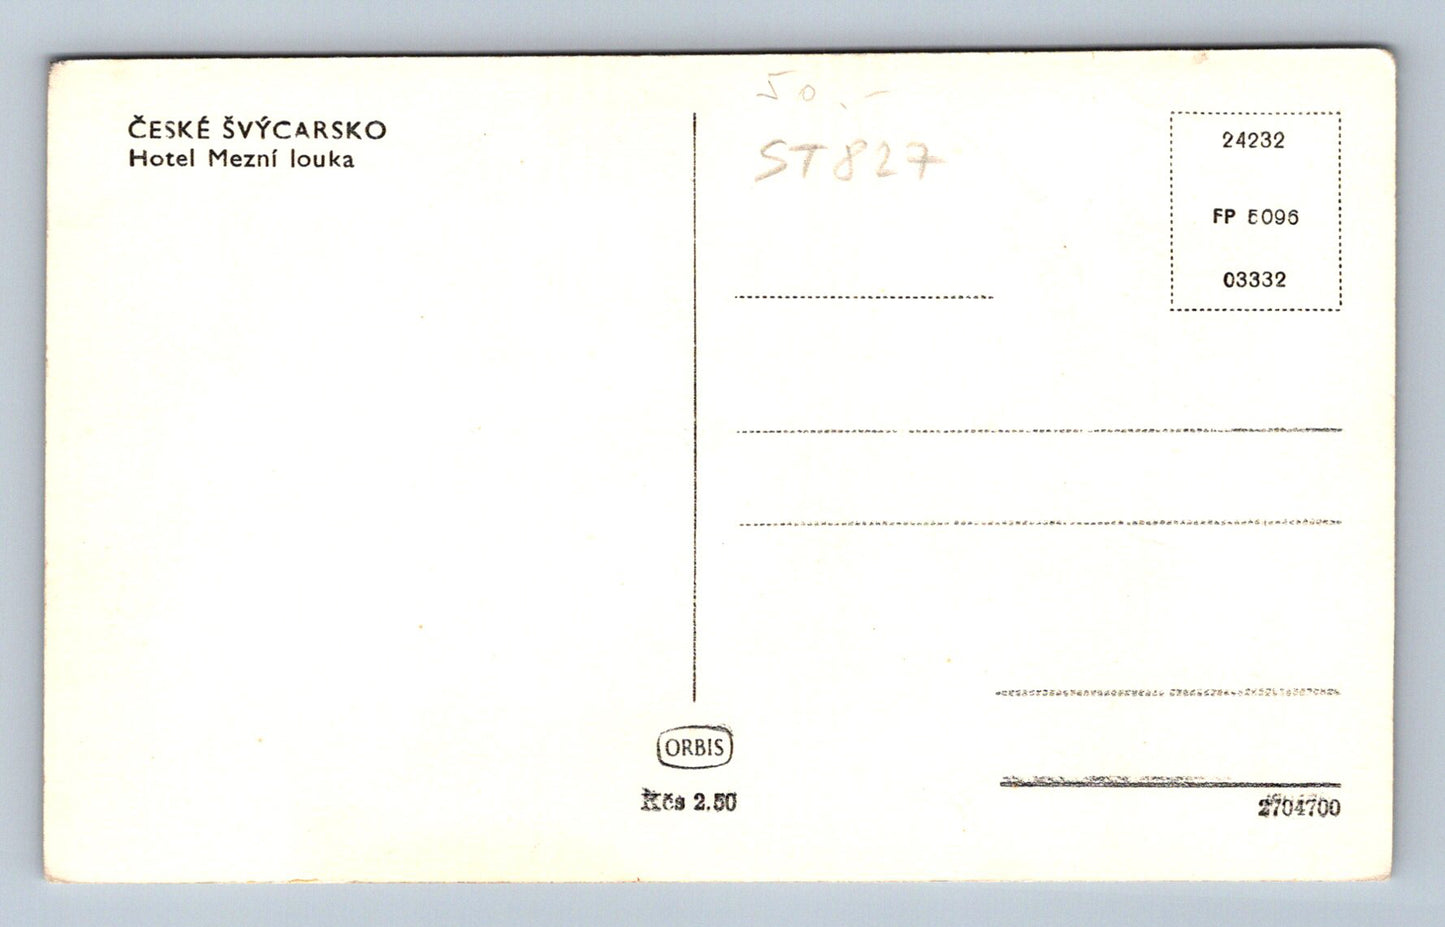 ČESKÉ ŠVÝCARSKO
Hotel Mezní louka
50.-
ST827
24232
FP 5096
03332
ORBIS
Kčs 2.50
2704700